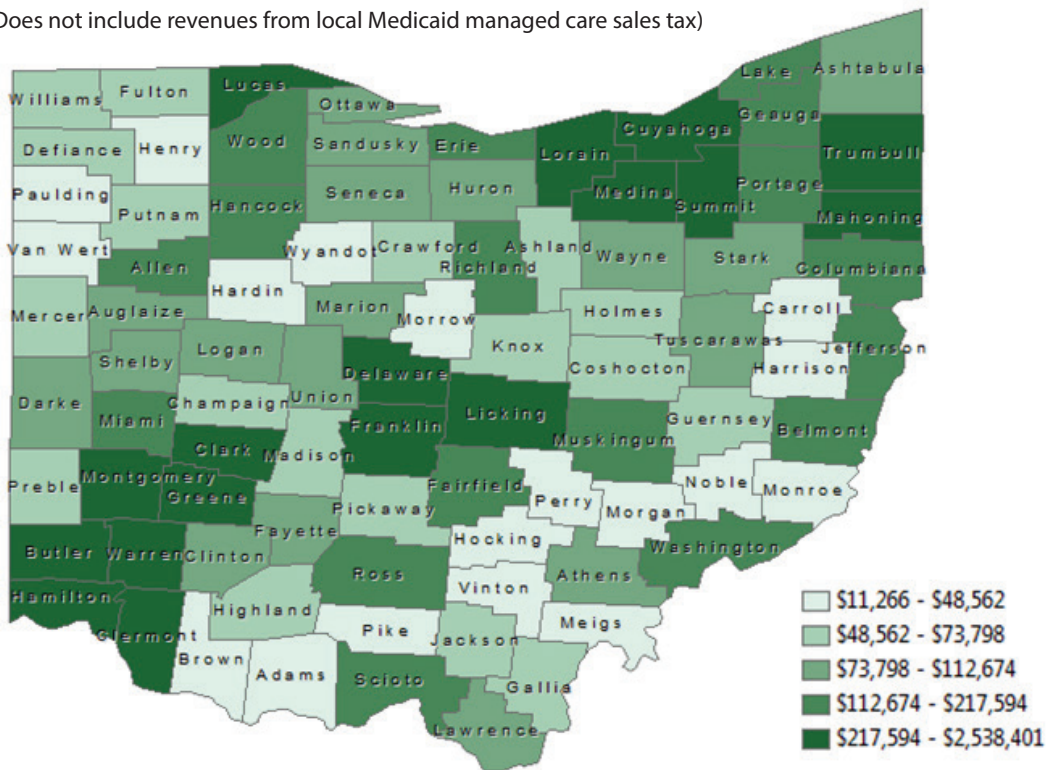 Does not include revenues from local Medicaid managed care sales tax)
Lake Ashtabula
Lucas
Williams Fulton
Ottawa
Geauga
Cuyahoga
Wood
Sandusky Erie
Defiance Henry
Lorain
Trumbull
Paulding
Seneca Huron
Medina
Portage
Putnam
Hancock
Summit
Mahoning
Van Wert
Wyandot Crawford Ashland
Wayne Stark
Allen
Richland
Columbiana
Hardin
Mercer Auglaize
Marion
Morrow
Holmes
Carroll
Tuscarawas
Jefferson
Logan
Knox
Shelby
Coshocton
Harrison
Delaware
Darke
Champaign Union
Licking
Miami
Franklin
Guernsey
Belmont
Muskingum
Clark
Madison
Montgomery
Preble
Greene
Fairfield
Noble Monroe
Perry
Pickaway
Morgan
Fayette
Hocking
Butler Warren Clinton
Washington
Ross
Athens
Vinton
Hamilton
Highland
Meigs
Clermont
Pike
Jackson
Brown
Adams
Scioto
Gallia
Lawrence
$11,266 - $48,562
$48,562 - $73,798
$73,798 - $112,674
$112,674 - $217,594
$217,594 - $2,538,401